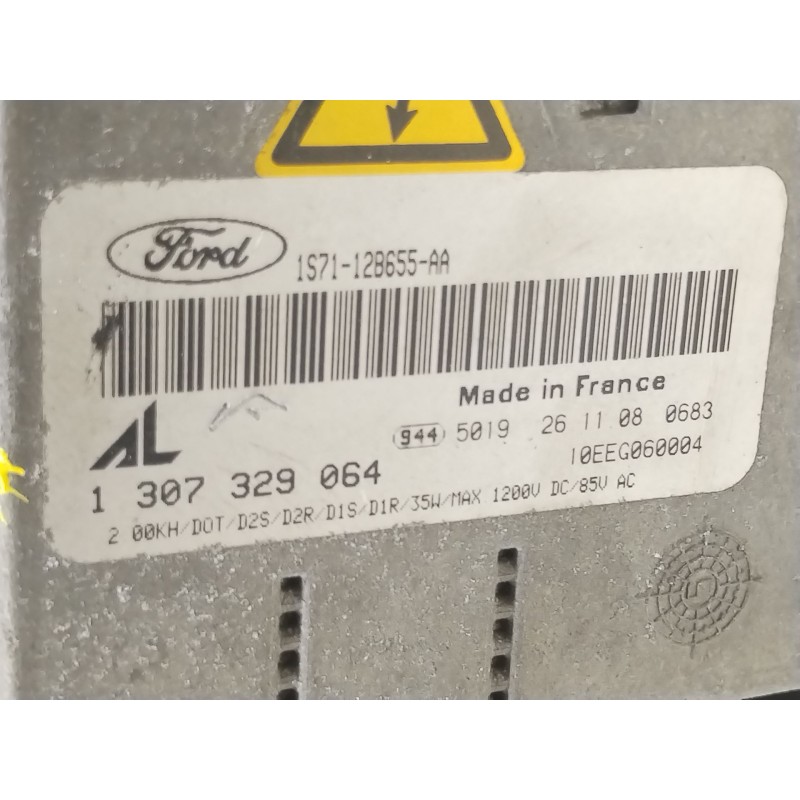 Ford 1S71-12B655-AA
Made in France
AL 944 5019 26 11 08 0683
1 307 329 064 10EEG060004
2 00KH/DOT/D2S/D2R/D1S/D1R/35W/MAX 1200V DC/85V AC